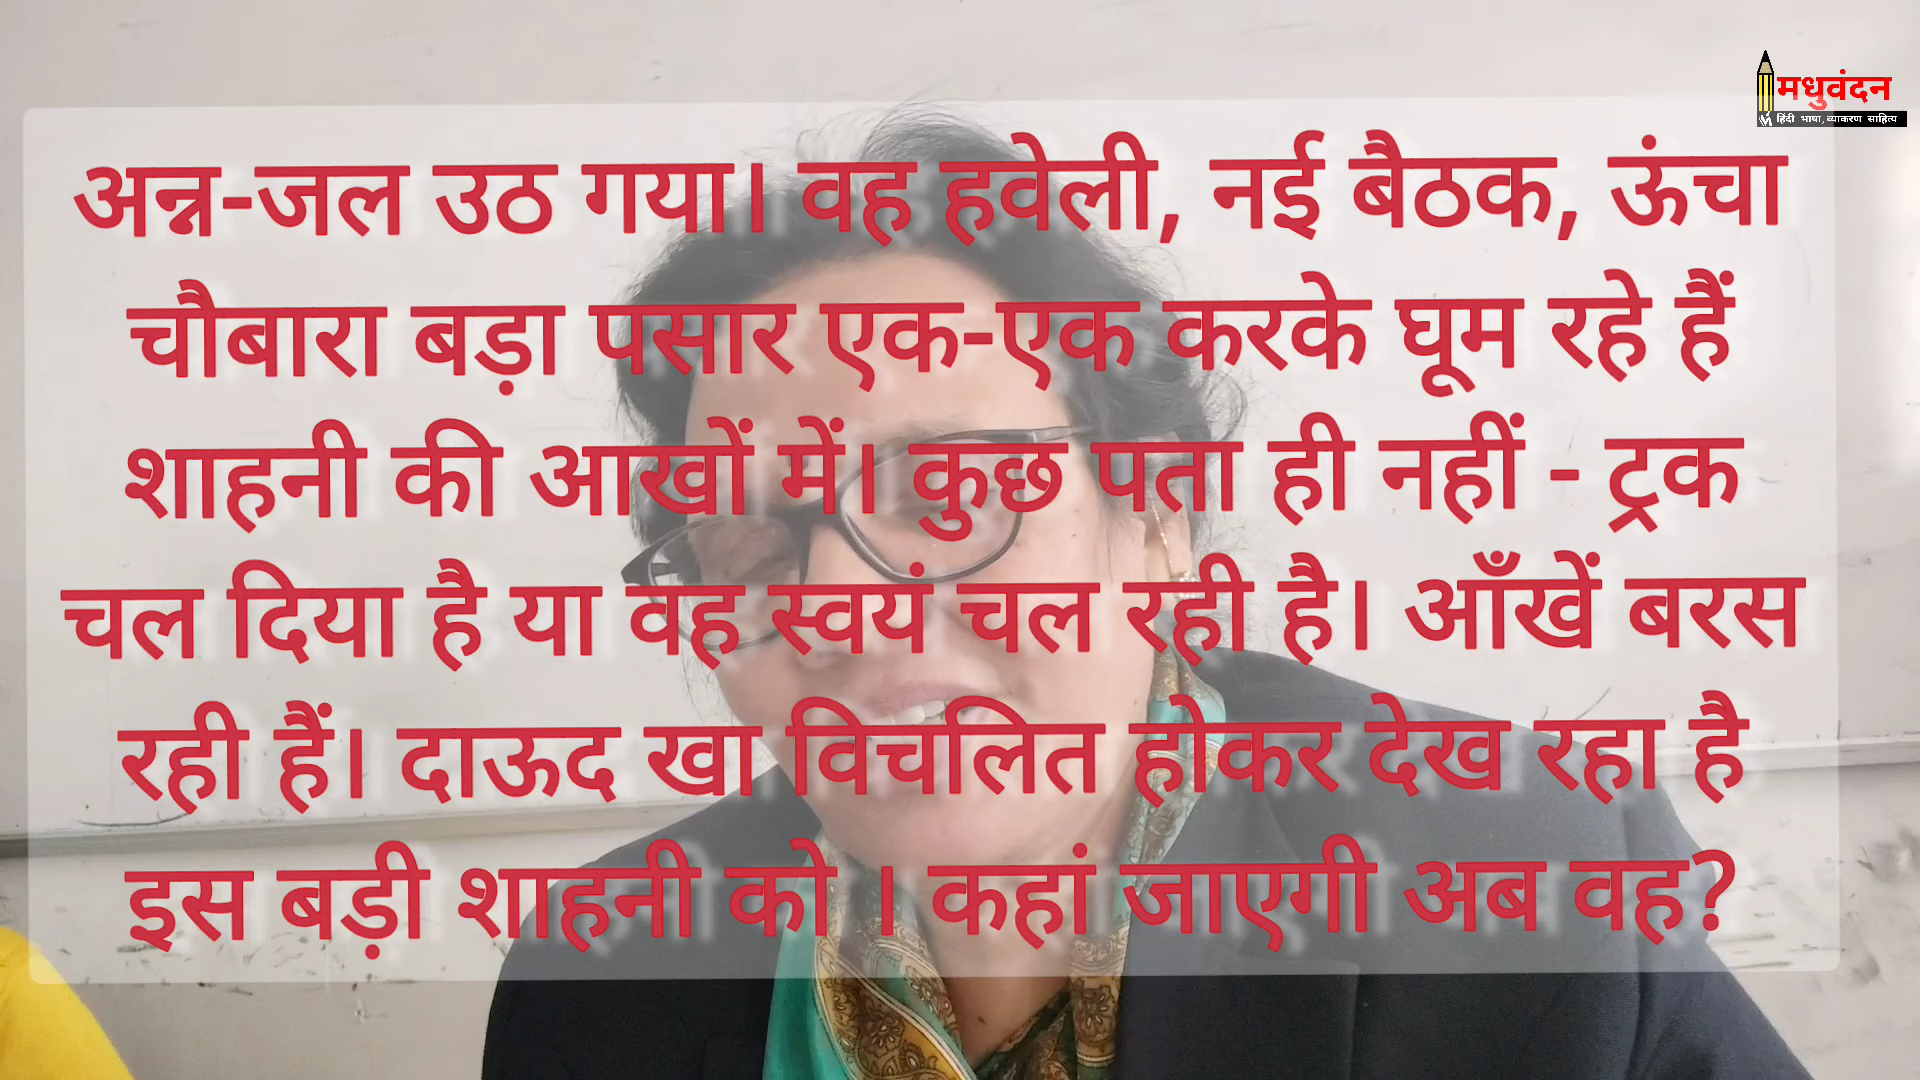 मधुवंदन
हिंदी भाषा, व्याकरण साहित्य
अन्न-जल उठ गया। वह हवेली, नई बैठक, ऊंचा
चौबारा बड़ा पसार एक-एक करके घूम रहे हैं
शाहनी की आखों में। कुछ पता ही नहीं - ट्रक
चल दिया है या वह स्वयं चल रही है। आँखें बरस
रही हैं। दाऊद खा विचलित होकर देख रहा है
इस बड़ी शाहनी को । कहां जाएगी अब वह?